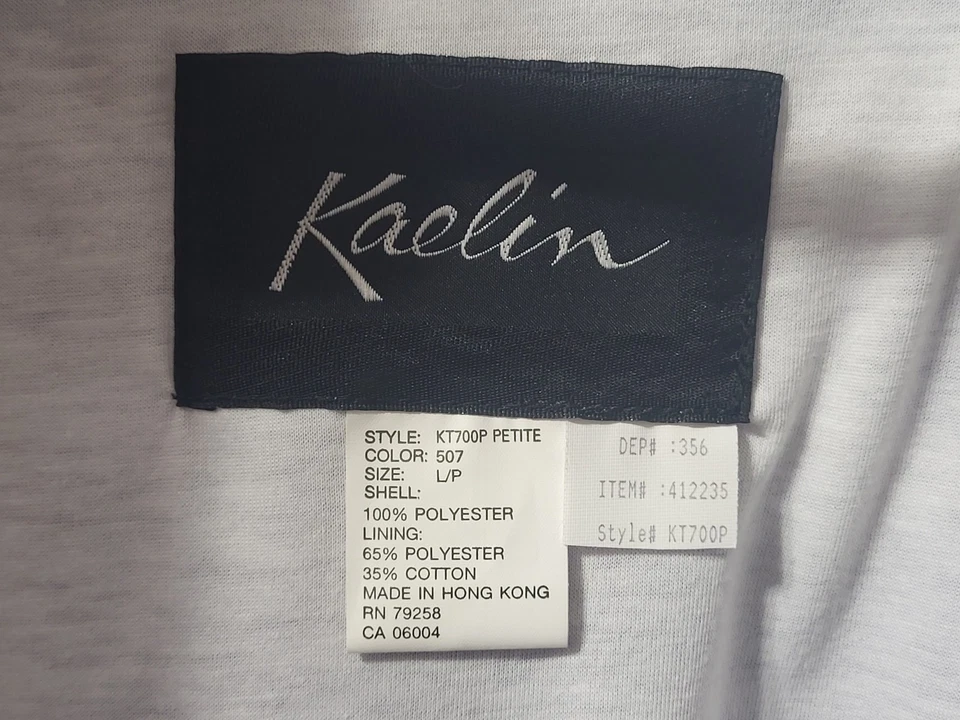 Kaelin
STYLE: KT700P PETITE
COLOR: 507
SIZE: L/P
SHELL:
100% POLYESTER
LINING:
65% POLYESTER
35% COTTON
MADE IN HONG KONG
RN 79258
CA 06004
DEP# :356
ITEM# :412235
Style# KT700P